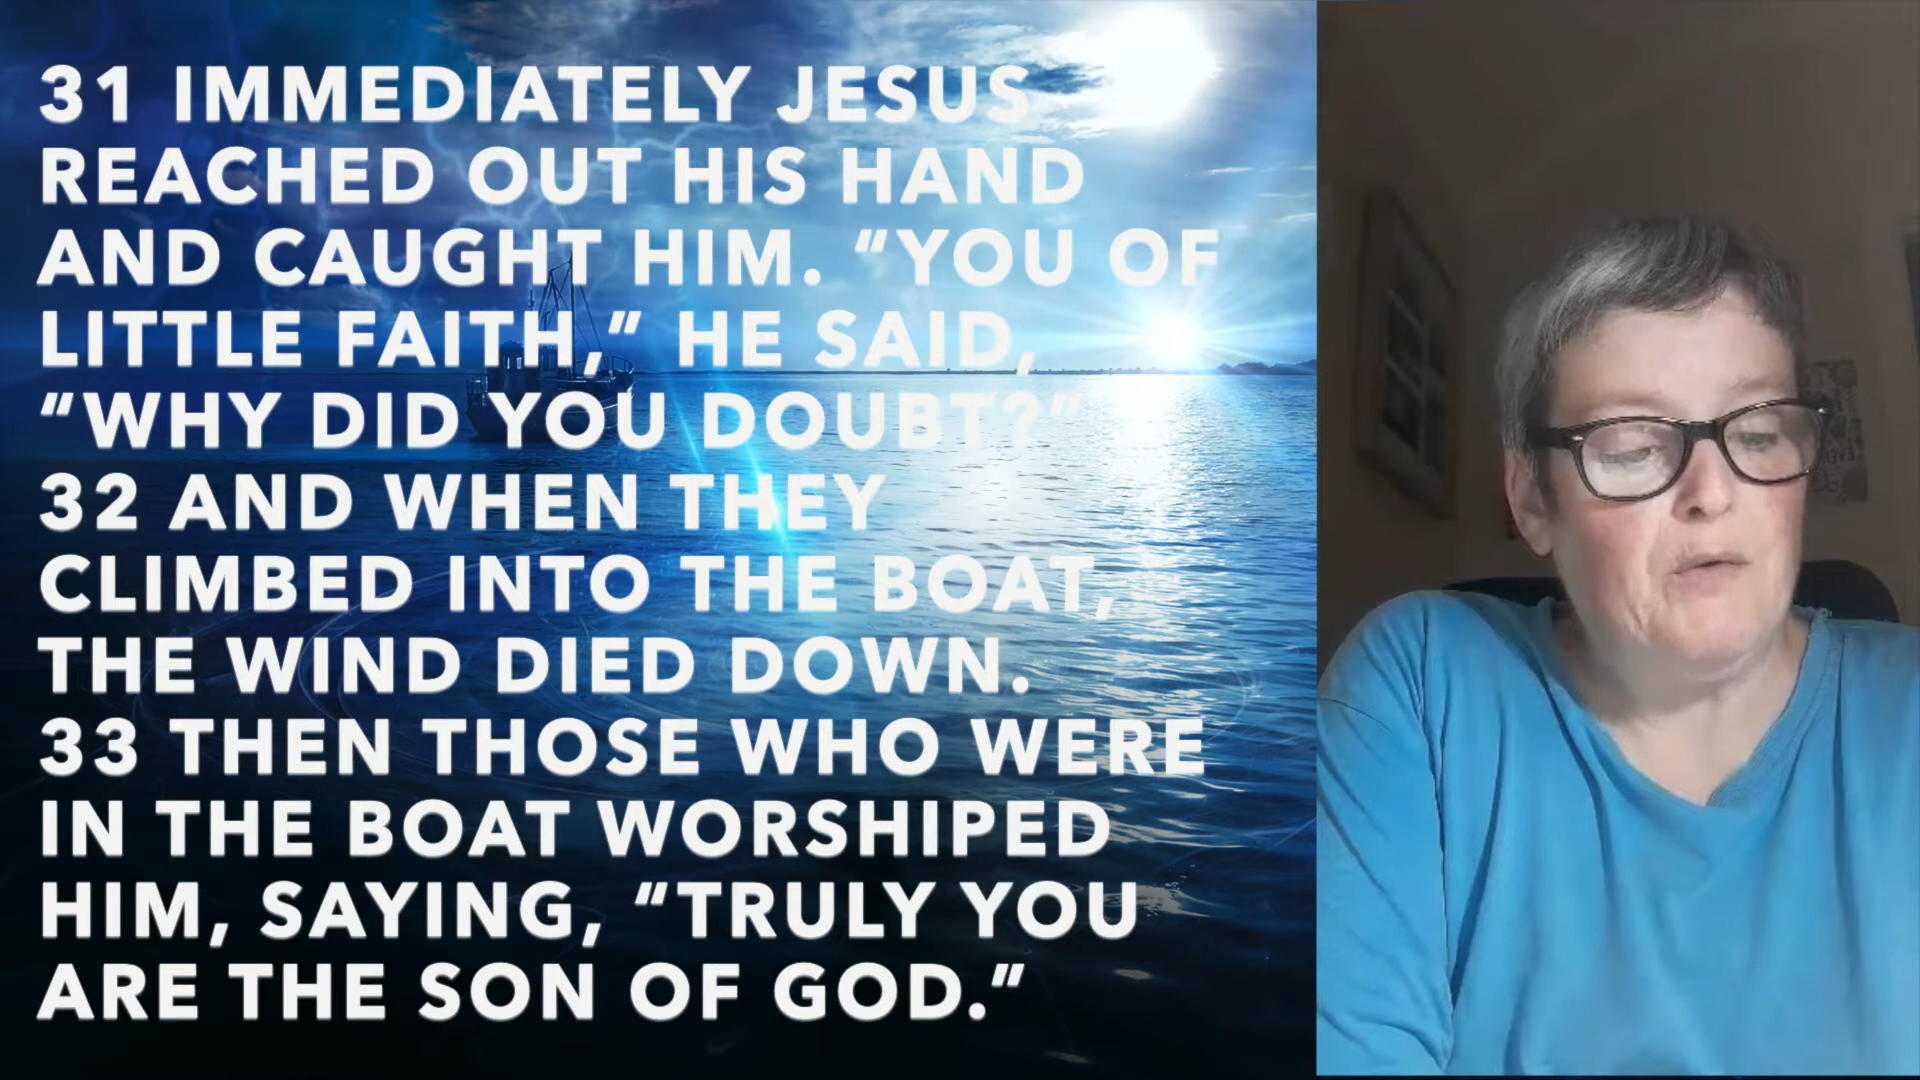 31 IMMEDIATELY JESUS
REACHED OUT HIS HAND
AND CAUGHT HIM. “YOU OF
LITTLE FAITH,” HE SAID,
“WHY DID YOU DOUBT?”
32 AND WHEN THEY
CLIMBED INTO THE BOAT,
THE WIND DIED DOWN.
33 THEN THOSE WHO WERE
IN THE BOAT WORSHIPED
HIM, SAYING, “TRULY YOU
ARE THE SON OF GOD.”